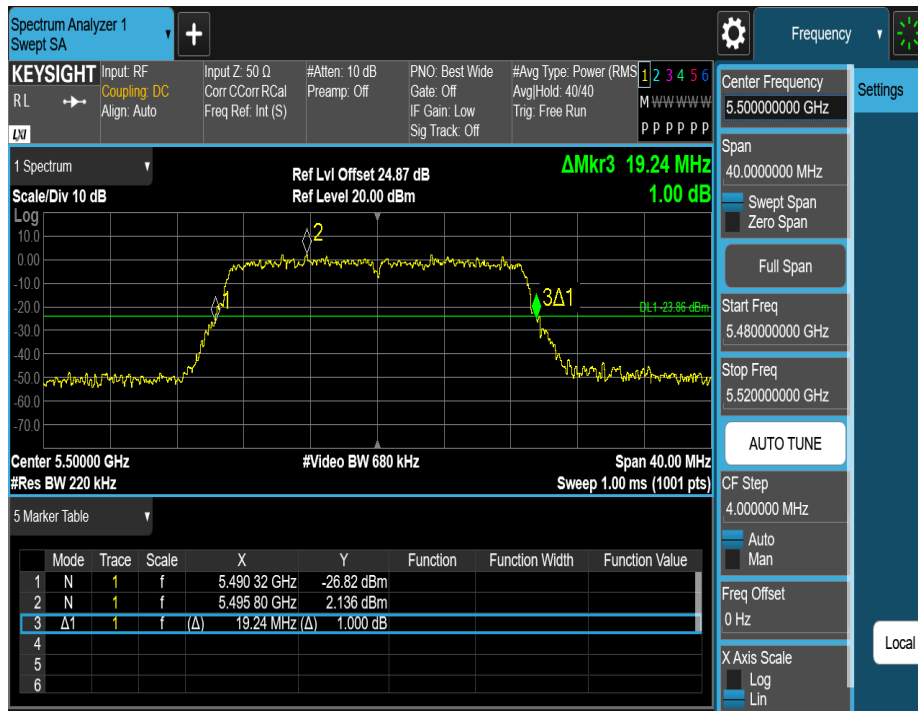 Spectrum Analyzer 1
Swept SA
+
Frequency
KEYSIGHT
RL
LXI
Input: RF
Coupling: DC
Align: Auto
Input Z: 50 Ω
Corr CCorr RCal
Freq Ref: Int (S)
#Atten: 10 dB
Preamp: Off
PNO: Best Wide
Gate: Off
IF Gain: Low
Sig Track: Off
#Avg Type: Power (RMS
Avg|Hold: 40/40
Trig: Free Run
1 2 3 4 5 6
M W W W W W
P P P P P P
1 Spectrum
Scale/Div 10 dB
Ref Lvl Offset 24.87 dB
Ref Level 20.00 dBm
ΔMkr3 19.24 MHz
1.00 dB
Log
10.0
0.00
-10.0
-20.0
-30.0
-40.0
-50.0
-60.0
-70.0
2
1
3Δ1
DL1 -23.86 dBm
Center 5.50000 GHz
#Video BW 680 kHz
Span 40.00 MHz
#Res BW 220 kHz
Sweep 1.00 ms (1001 pts)
5 Marker Table
Mode Trace Scale X Y Function Function Width Function Value
1 N 1 f 5.490 32 GHz -26.82 dBm
2 N 1 f 5.495 80 GHz 2.136 dBm
3 Δ1 1 f (Δ) 19.24 MHz (Δ) 1.000 dB
4
5
6
Center Frequency
5.500000000 GHz
Settings
Span
40.0000000 MHz
Swept Span
Zero Span
Full Span
Start Freq
5.480000000 GHz
Stop Freq
5.520000000 GHz
AUTO TUNE
CF Step
4.000000 MHz
Auto
Man
Freq Offset
0 Hz
X Axis Scale
Log
Lin
Local